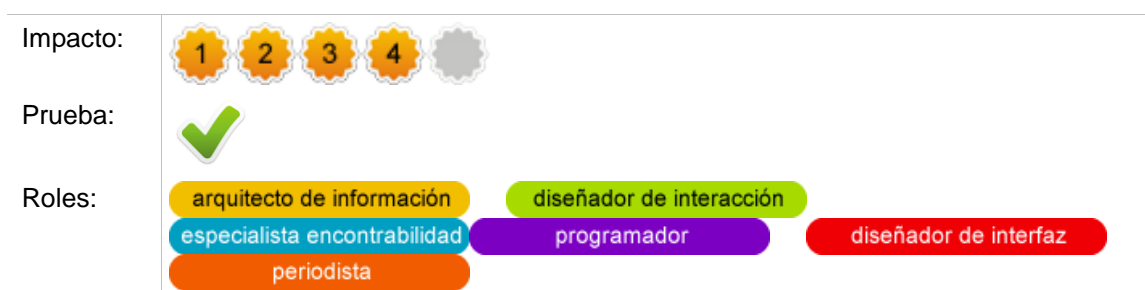 Impacto:
1 2 3 4
Prueba:
Roles:
arquitecto de información diseñador de interacción
especialista encontrabilidad programador diseñador de interfaz
periodista